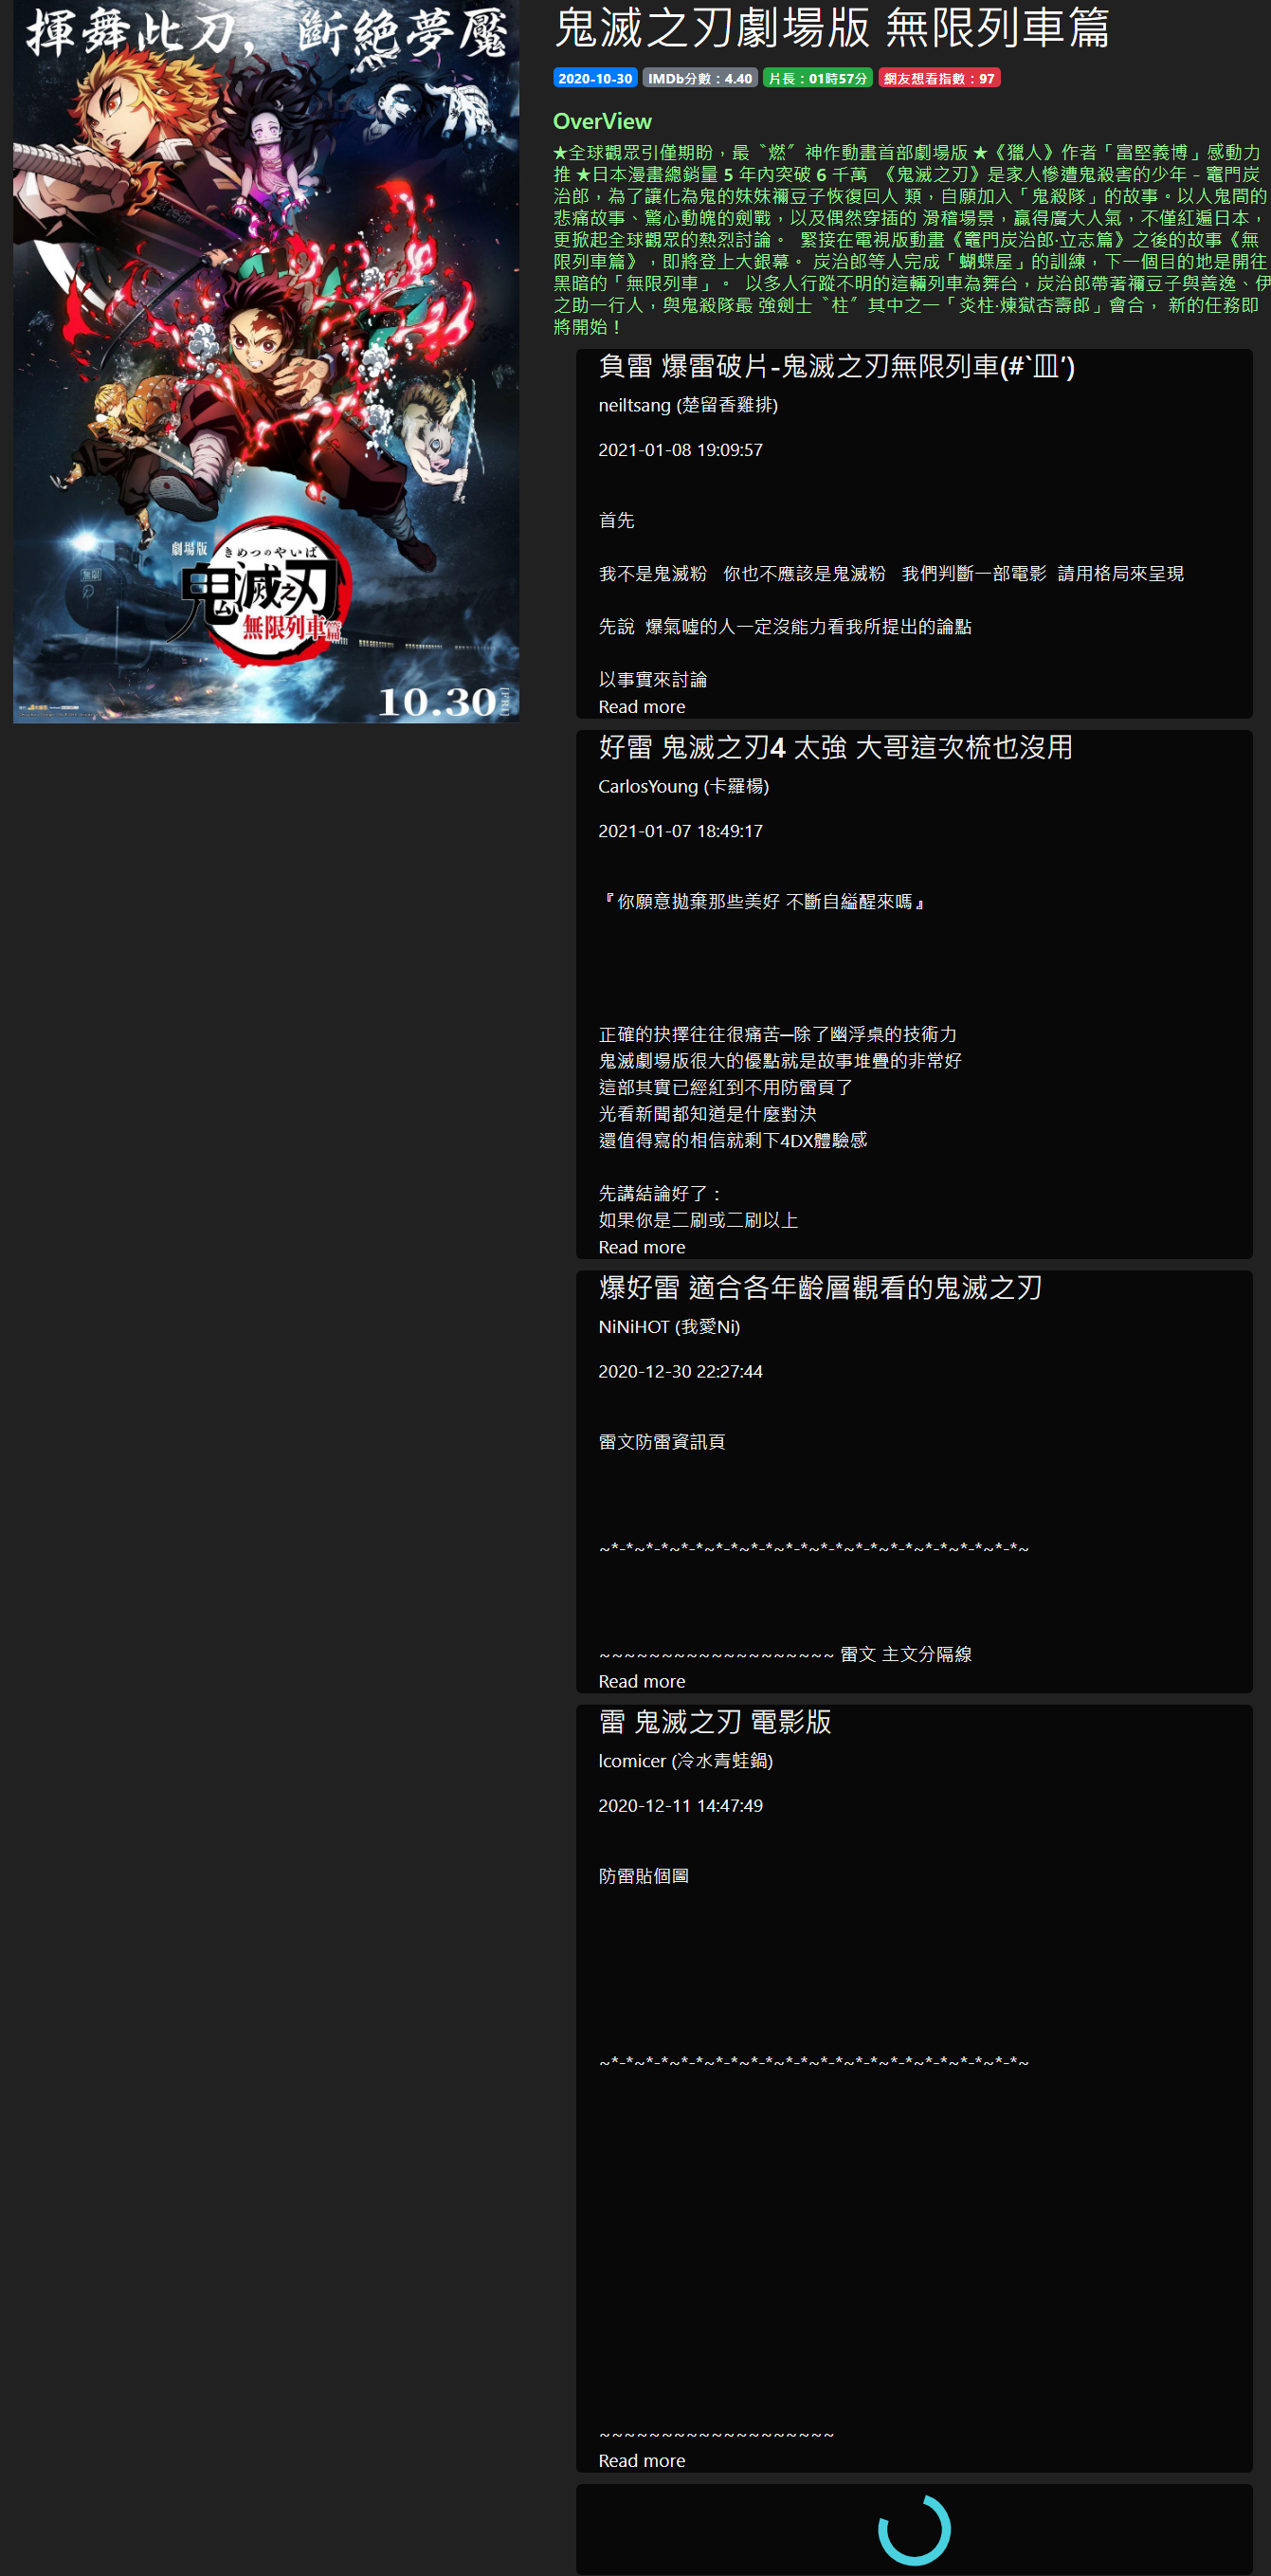 揮舞此刀，斷絕夢魘
劇場版
きめつのやいば
鬼滅之刃
無限列車篇
10.30
[FRI]
鬼滅之刃劇場版 無限列車篇
2020-10-30 IMDb分數：4.40 片長：01時57分 網友想看指數：97
OverView
★全球觀眾引僅期盼，最〝燃〞神作動畫首部劇場版 ★《獵人》作者「富堅義博」感動力
推 ★日本漫畫總銷量 5 年內突破 6 千萬 《鬼滅之刃》是家人慘遭鬼殺害的少年－竈門炭
治郎，為了讓化為鬼的妹妹禰豆子恢復回人 類，自願加入「鬼殺隊」的故事。以人鬼間的
悲痛故事、驚心動魄的劍戰，以及偶然穿插的 滑稽場景，贏得廣大人氣，不僅紅遍日本，
更掀起全球觀眾的熱烈討論。 緊接在電視版動畫《竈門炭治郎‧立志篇》之後的故事《無
限列車篇》，即將登上大銀幕。 炭治郎等人完成「蝴蝶屋」的訓練，下一個目的地是開往
黑暗的「無限列車」。 以多人行蹤不明的這輛列車為舞台，炭治郎帶著禰豆子與善逸、伊
之助一行人，與鬼殺隊最 強劍士〝柱〞其中之一「炎柱‧煉獄杏壽郎」會合， 新的任務即
將開始！
負雷 爆雷破片-鬼滅之刃無限列車(#`皿′)
neiltsang (楚留香雞排)
2021-01-08 19:09:57
首先
我不是鬼滅粉 你也不應該是鬼滅粉 我們判斷一部電影 請用格局來呈現
先說 爆氣噓的人一定沒能力看我所提出的論點
以事實來討論
Read more
好雷 鬼滅之刃4 太強 大哥這次梳也沒用
CarlosYoung (卡羅楊)
2021-01-07 18:49:17
『你願意拋棄那些美好 不斷自縊醒來嗎』
正確的抉擇往往很痛苦—除了幽浮桌的技術力
鬼滅劇場版很大的優點就是故事堆疊的非常好
這部其實已經紅到不用防雷頁了
光看新聞都知道是什麼對決
還值得寫的相信就剩下4DX體驗感
先講結論好了：
如果你是二刷或二刷以上
Read more
爆好雷 適合各年齡層觀看的鬼滅之刃
NiNiHOT (我愛Ni)
2020-12-30 22:27:44
雷文防雷資訊頁
~*-*~*-*~*-*~*-*~*-*~*-*~*-*~*-*~*-*~*-*~*-*~*-*~
~~~~~~~~~~~~~~~~~~~ 雷文 主文分隔線
Read more
雷 鬼滅之刃 電影版
lcomicer (冷水青蛙鍋)
2020-12-11 14:47:49
防雷貼個圖
~*-*~*-*~*-*~*-*~*-*~*-*~*-*~*-*~*-*~*-*~*-*~*-*~
~~~~~~~~~~~~~~~~~~~
Read more